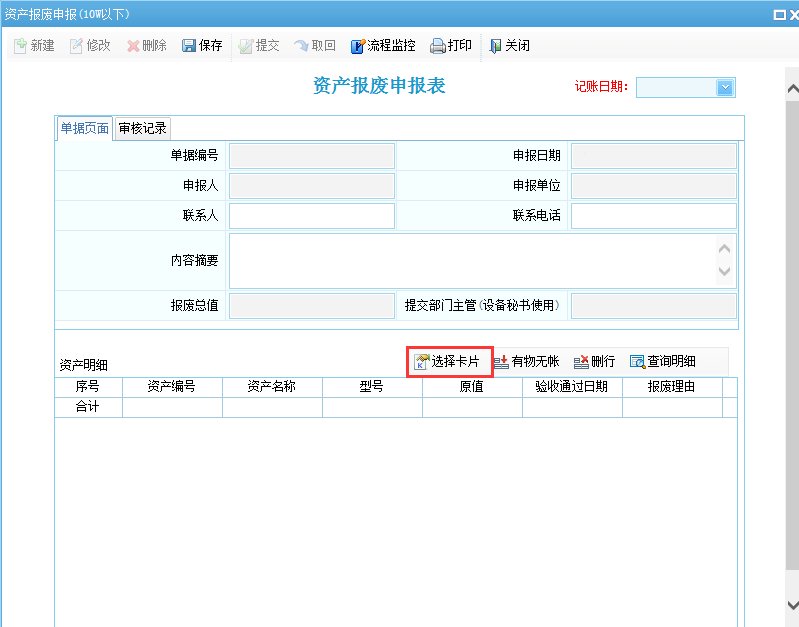 资产报废申报(10W以下)
新建 修改 删除 保存 提交 取回 流程监控 打印 关闭
资产报废申报表 记账日期：
单据页面 审核记录
单据编号 申报日期
申报人 申报单位
联系人 联系电话
内容摘要
报废总值 提交部门主管(设备秘书使用)
资产明细 选择卡片 有物无帐 删行 查询明细
序号 资产编号 资产名称 型号 原值 验收通过日期 报废理由
合计